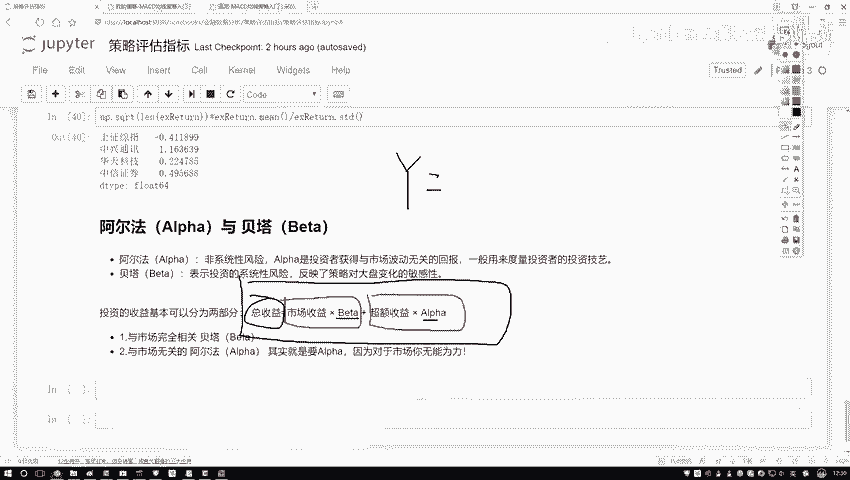 jupyter 策略评估指标 Last Checkpoint: 2 hours ago (autosaved)
File Edit View Insert Cell Kernel Widgets Help
Trusted
Code
In [40]: np.sqrt(len(exReturn))*exReturn.mean()/exReturn.std()
Out[40]: 上证综指 -0.411899
中兴通讯 1.163639
华天科技 0.224785
中信证券 0.495688
dtype: float64
Y =
阿尔法（Alpha）与 贝塔（Beta）
阿尔法（Alpha）：非系统性风险，Alpha是投资者获得与市场波动无关的回报，一般用来度量投资者的投资技艺。
贝塔（Beta）：表示投资的系统性风险，反映了策略对大盘变化的敏感性。
投资的收益基本可以分为两部分： 总收益 市场收益 × Beta + 超额收益 × Alpha
1.与市场完全相关 贝塔（Beta）
2.与市场无关的 阿尔法（Alpha） 其实就是要Alpha，因为对于市场你无能为力！
In [ ]:
In [ ]:
12:39